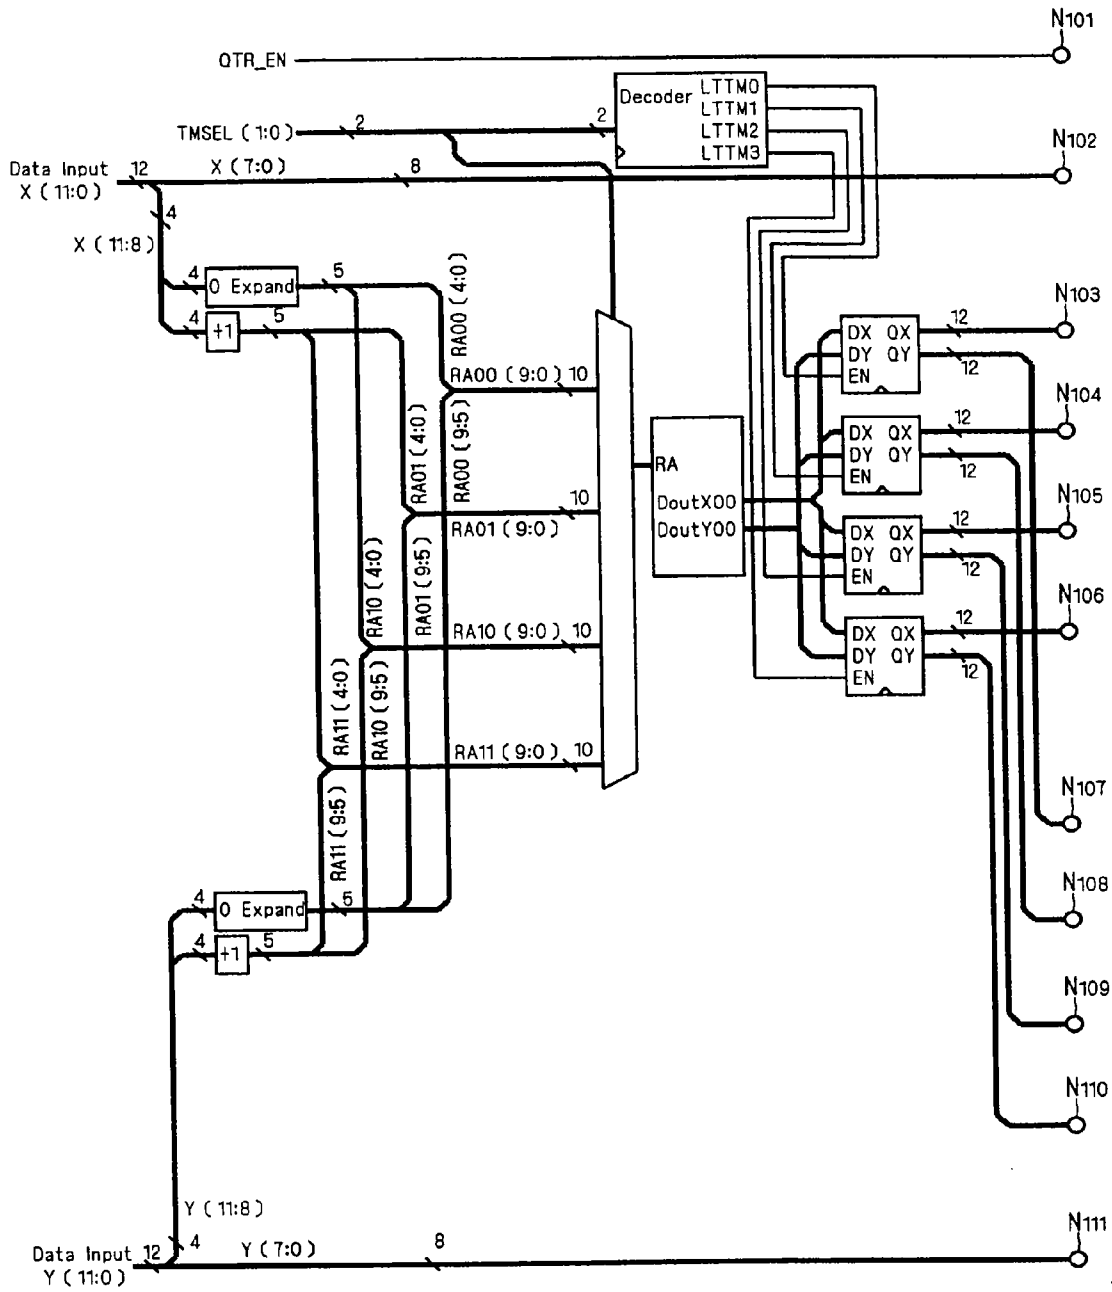 N101
QTR_EN
Decoder
LTTM0
LTTM1
LTTM2
LTTM3
2
TMSEL (1:0)
2
N102
Data Input
X (11:0)
12
X (7:0)
8
4
X (11:8)
4
0 Expand
5
4
+1
5
RA00 (4:0)
RA00 (9:0)
10
RA01 (4:0)
RA00 (9:5)
RA01 (9:0)
10
RA10 (4:0)
RA01 (9:5)
RA10 (9:0)
10
RA11 (4:0)
RA10 (9:5)
RA11 (9:0)
10
RA11 (9:5)
RA
DoutX00
DoutY00
DX QX
DY QY
EN
12
12
N103
DX QX
DY QY
EN
12
12
N104
DX QX
DY QY
EN
12
12
N105
DX QX
DY QY
EN
12
12
N106
N107
N108
N109
N110
4
0 Expand
5
4
+1
5
Y (11:8)
4
Data Input
Y (11:0)
12
Y (7:0)
8
N111